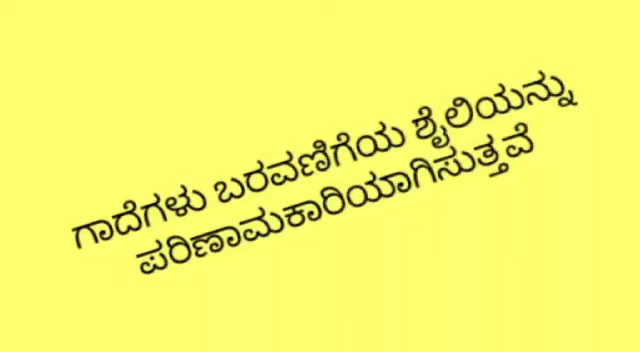 ಗಾದೆಗಳು ಬರವಣಿಗೆಯ ಶೈಲಿಯನ್ನು
ಪರಿಣಾಮಕಾರಿಯಾಗಿಸುತ್ತವೆ